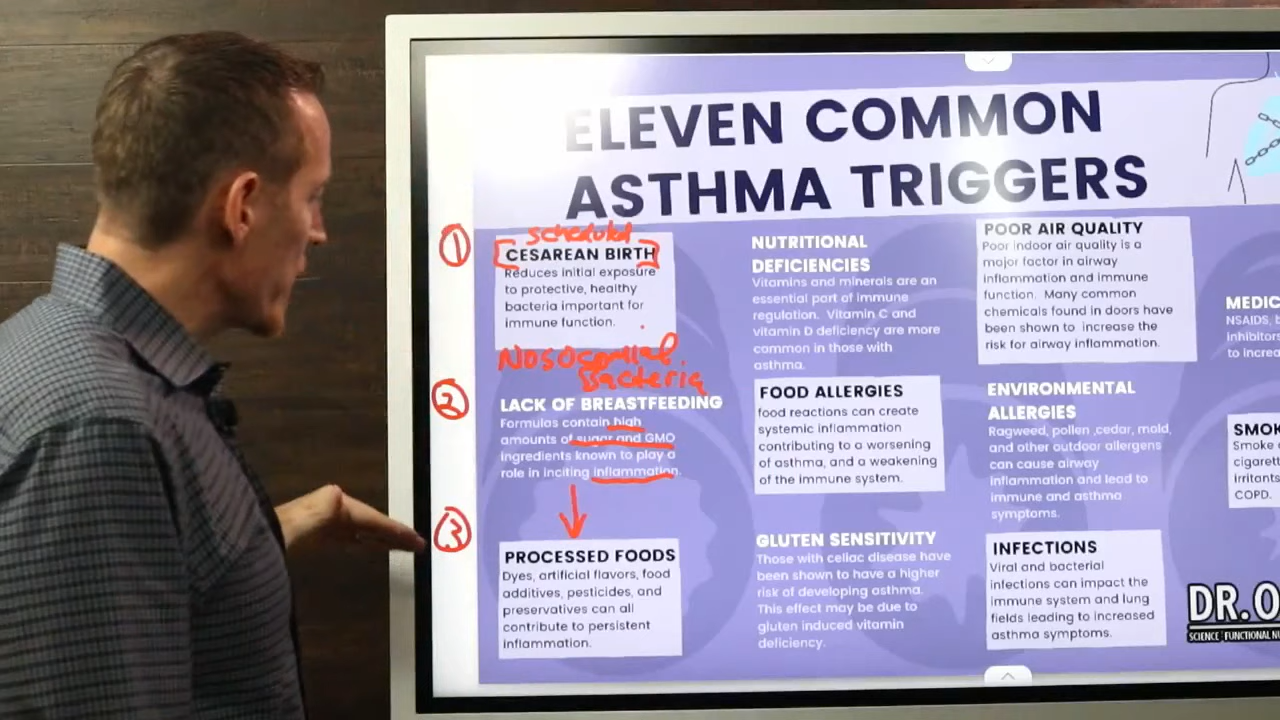 ELEVEN COMMON
ASTHMA TRIGGERS
①
scheduled
CESAREAN BIRTH
Reduces initial exposure
to protective, healthy
bacteria important for
immune function.
Nosocomial
Bacteria
②
LACK OF BREASTFEEDING
Formulas contain high
amounts of sugar and GMO
ingredients known to play a
role in inciting inflammation.
③
PROCESSED FOODS
Dyes, artificial flavors, food
additives, pesticides, and
preservatives can all
contribute to persistent
inflammation.
NUTRITIONAL
DEFICIENCIES
Vitamins and minerals are an
essential part of immune
regulation. Vitamin C and
vitamin D deficiency are more
common in those with
asthma.
FOOD ALLERGIES
food reactions can create
systemic inflammation
contributing to a worsening
of asthma, and a weakening
of the immune system.
GLUTEN SENSITIVITY
Those with celiac disease have
been shown to have a higher
risk of developing asthma.
This effect may be due to
gluten induced vitamin
deficiency.
POOR AIR QUALITY
Poor indoor air quality is a
major factor in airway
inflammation and immune
function. Many common
chemicals found in doors have
been shown to increase the
risk for airway inflammation.
ENVIRONMENTAL
ALLERGIES
Ragweed, pollen ,cedar, mold,
and other outdoor allergens
can cause airway
inflammation and lead to
immune and asthma
symptoms.
INFECTIONS
Viral and bacterial
infections can impact the
immune system and lung
fields leading to increased
asthma symptoms.
MEDIC
NSAIDS, b
inhibitors
to increa
SMOK
Smoke
cigarett
irritants
COPD.
DR.O
SCIENCE FUNCTIONAL NU